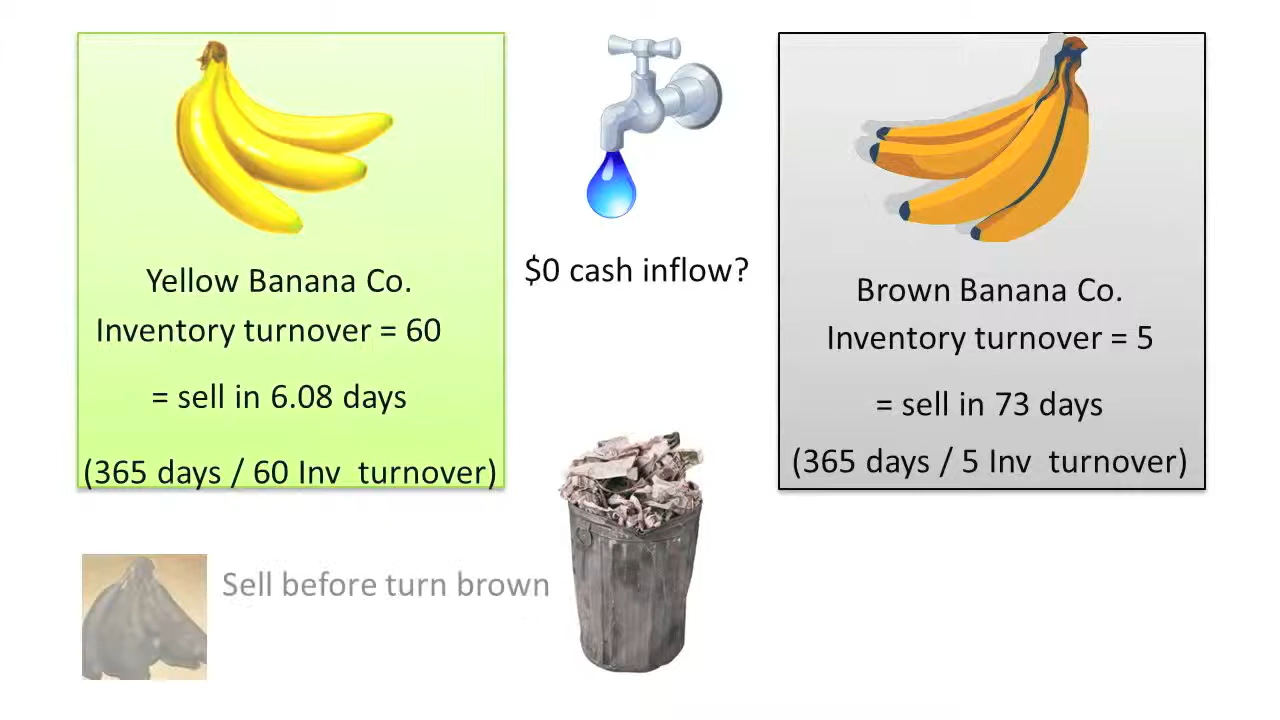 Yellow Banana Co.
Inventory turnover = 60
= sell in 6.08 days
(365 days / 60 Inv  turnover)
$0 cash inflow?
Brown Banana Co.
Inventory turnover = 5
= sell in 73 days
(365 days / 5 Inv  turnover)
Sell before turn brown